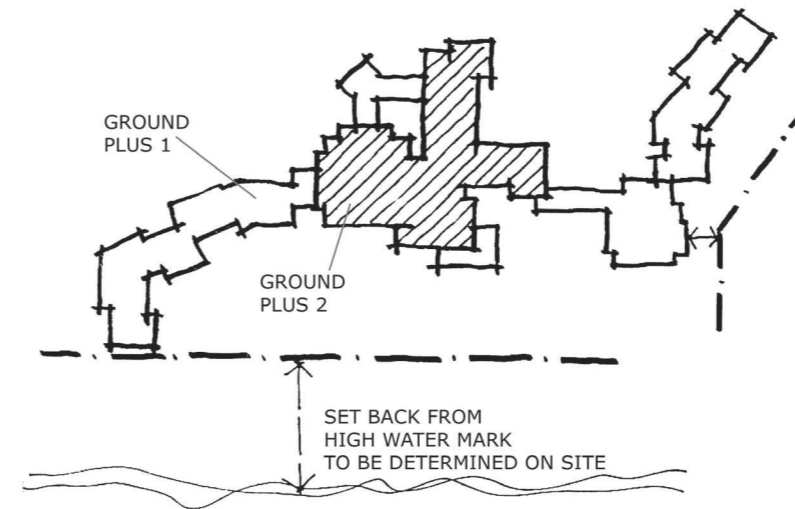 GROUND
PLUS 1
GROUND
PLUS 2
SET BACK FROM
HIGH WATER MARK
TO BE DETERMINED ON SITE